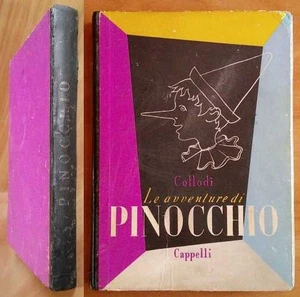 PINOCCHIO
Collodi
Le avventure di
PINOCCHIO
Cappelli